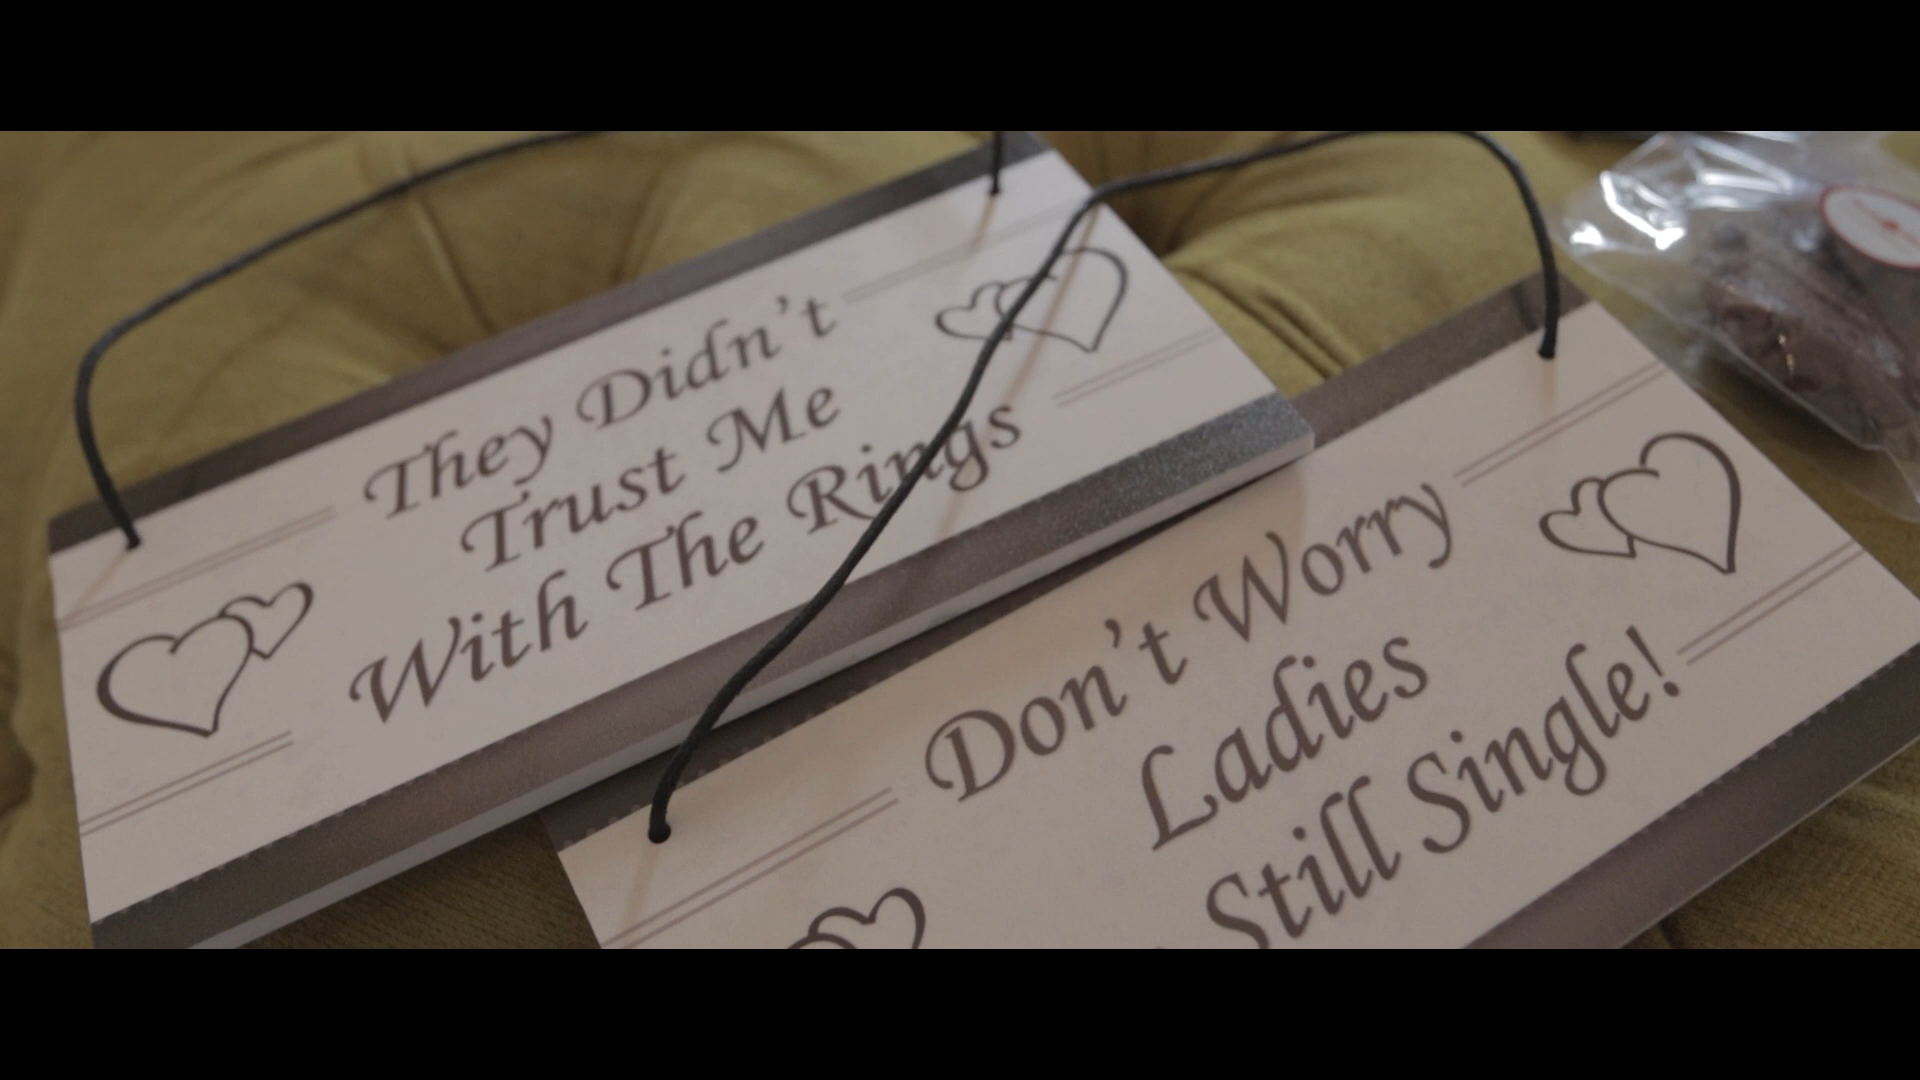 They Didn't
Trust Me
With The Rings
Don't Worry
Ladies
Still Single!